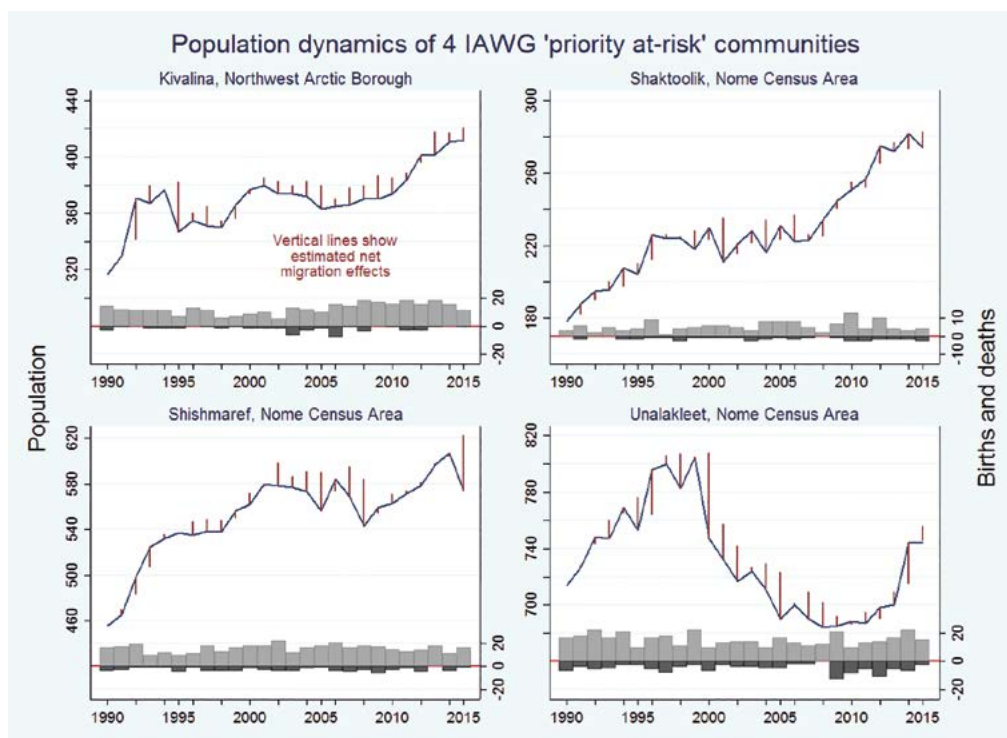 Population dynamics of 4 IAWG 'priority at-risk' communities
Kivalina, Northwest Arctic Borough
440
400
360
320
Vertical lines show
estimated net
migration effects
20
0
-20
1990 1995 2000 2005 2010 2015
Shaktoolik, Nome Census Area
300
260
220
180
10
0
-10
1990 1995 2000 2005 2010 2015
Population
Births and deaths
Shishmaref, Nome Census Area
620
580
540
500
460
20
0
-20
1990 1995 2000 2005 2010 2015
Unalakleet, Nome Census Area
820
780
740
700
20
0
-20
1990 1995 2000 2005 2010 2015